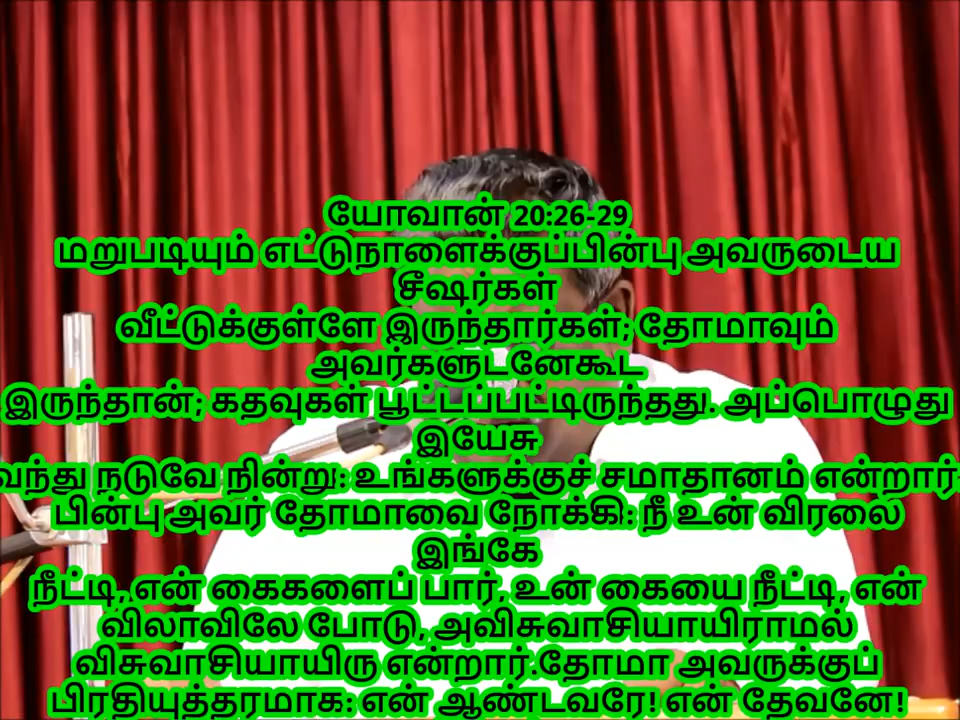 யோவான் 20:26-29
மறுபடியும் எட்டுநாளைக்குப்பின்பு அவருடைய
சீஷர்கள்
வீட்டுக்குள்ளே இருந்தார்கள்; தோமாவும்
அவர்களுடனேகூட
இருந்தான்; கதவுகள் பூட்டப்பட்டிருந்தது. அப்பொழுது
இயேசு
வந்து நடுவே நின்று: உங்களுக்குச் சமாதானம் என்றார்.
பின்பு அவர் தோமாவை நோக்கி: நீ உன் விரலை
இங்கே
நீட்டி, என் கைகளைப் பார், உன் கையை நீட்டி, என்
விலாவிலே போடு, அவிசுவாசியாயிராமல்
விசுவாசியாயிரு என்றார்.தோமா அவருக்குப்
பிரதியுத்தரமாக: என் ஆண்டவரே! என் தேவனே!